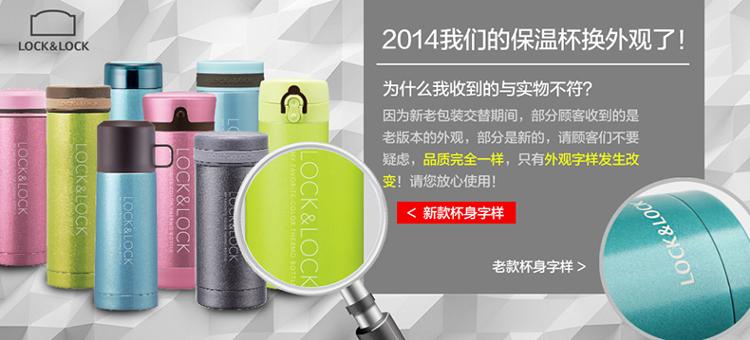 LOCK&LOCK
2014我们的保温杯换外观了！
为什么我收到的与实物不符？
因为新老包装交替期间，部分顾客收到的是
老版本的外观，部分是新的，请顾客们不要
疑虑，品质完全一样，只有外观字样发生改
变！请您放心使用！
< 新款杯身字样
老款杯身字样 >
LOCK&LOCK
LOCK&LOCK
LOCK&LOCK
LOCK&LOCK
LOCK&LOCK
LOCK&LOCK